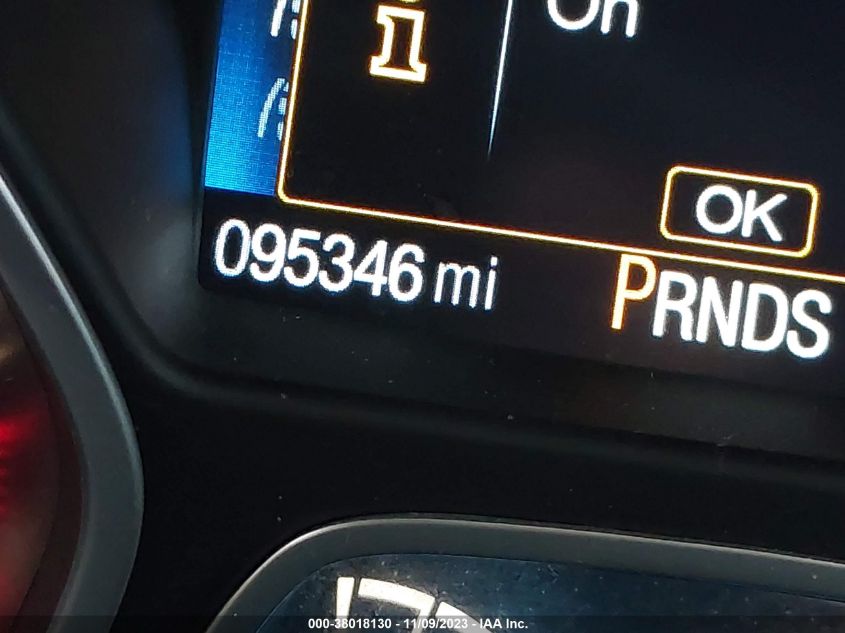 On
OK
095346 mi
PRNDS
000-38018130 - 11/09/2023 - IAA Inc.